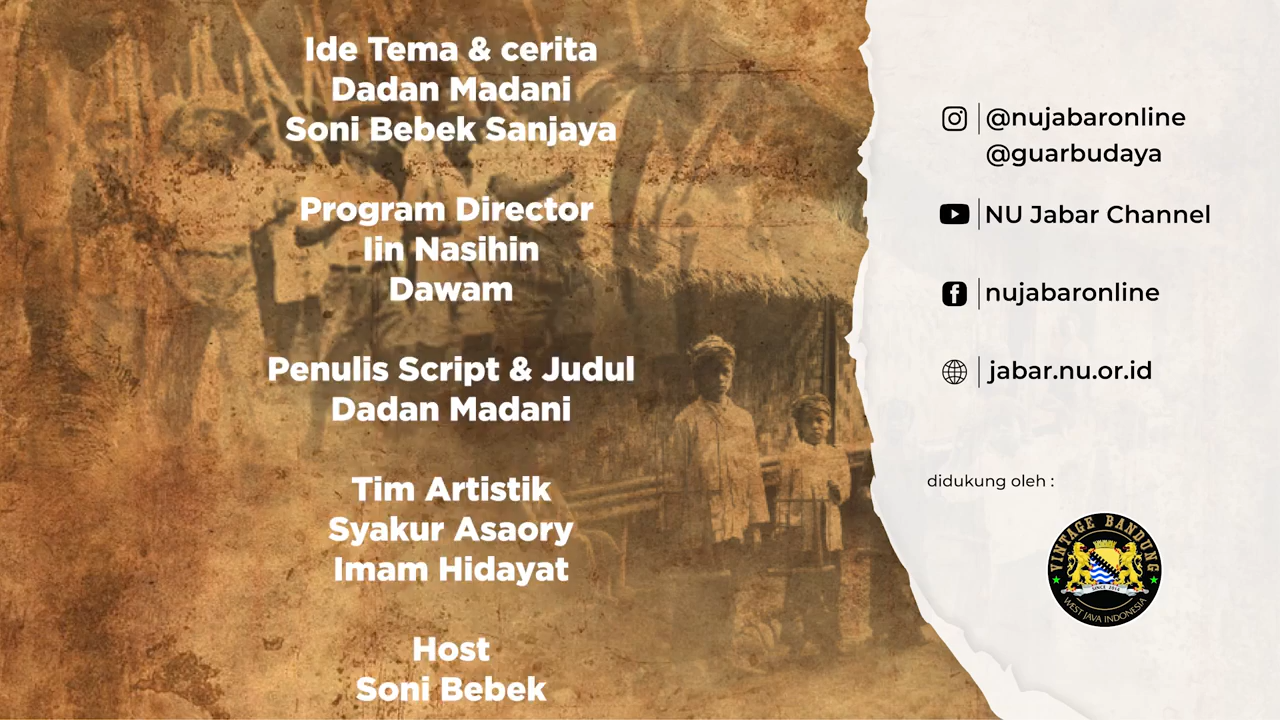 Ide Tema & cerita
Dadan Madani
Soni Bebek Sanjaya
Program Director
Iin Nasihin
Dawam
Penulis Script & Judul
Dadan Madani
Tim Artistik
Syakur Asaory
Imam Hidayat
Host
Soni Bebek
@nujabaronline
@guarbudaya
NU Jabar Channel
nujabaronline
jabar.nu.or.id
didukung oleh :
VINTAGE BANDUNG
SINCE 2014
WEST JAVA INDONESIA